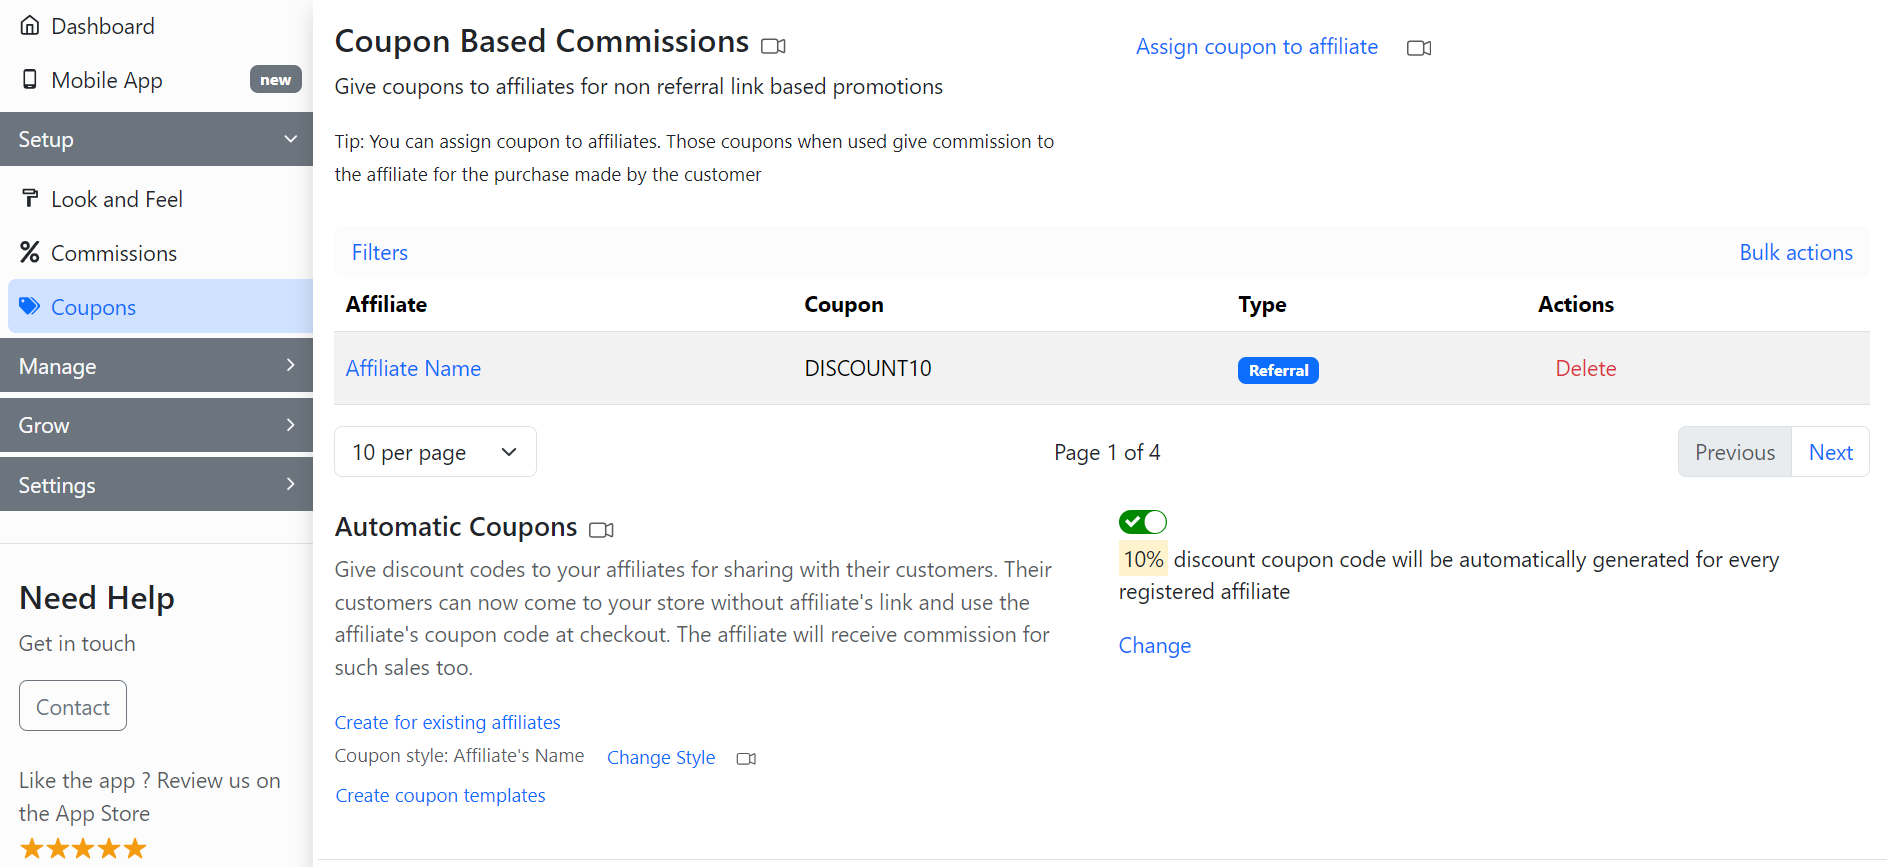 Dashboard
Mobile App new
Setup
Look and Feel
Commissions
Coupons
Manage
Grow
Settings
Need Help
Get in touch
Contact
Like the app ? Review us on
the App Store
Coupon Based Commissions
Assign coupon to affiliate
Give coupons to affiliates for non referral link based promotions
Tip: You can assign coupon to affiliates. Those coupons when used give commission to
the affiliate for the purchase made by the customer
Filters Bulk actions
Affiliate Coupon Type Actions
Affiliate Name DISCOUNT10 Referral Delete
10 per page Page 1 of 4 Previous Next
Automatic Coupons
Give discount codes to your affiliates for sharing with their customers. Their
customers can now come to your store without affiliate's link and use the
affiliate's coupon code at checkout. The affiliate will receive commission for
such sales too.
Create for existing affiliates
Coupon style: Affiliate's Name Change Style
Create coupon templates
10% discount coupon code will be automatically generated for every
registered affiliate
Change